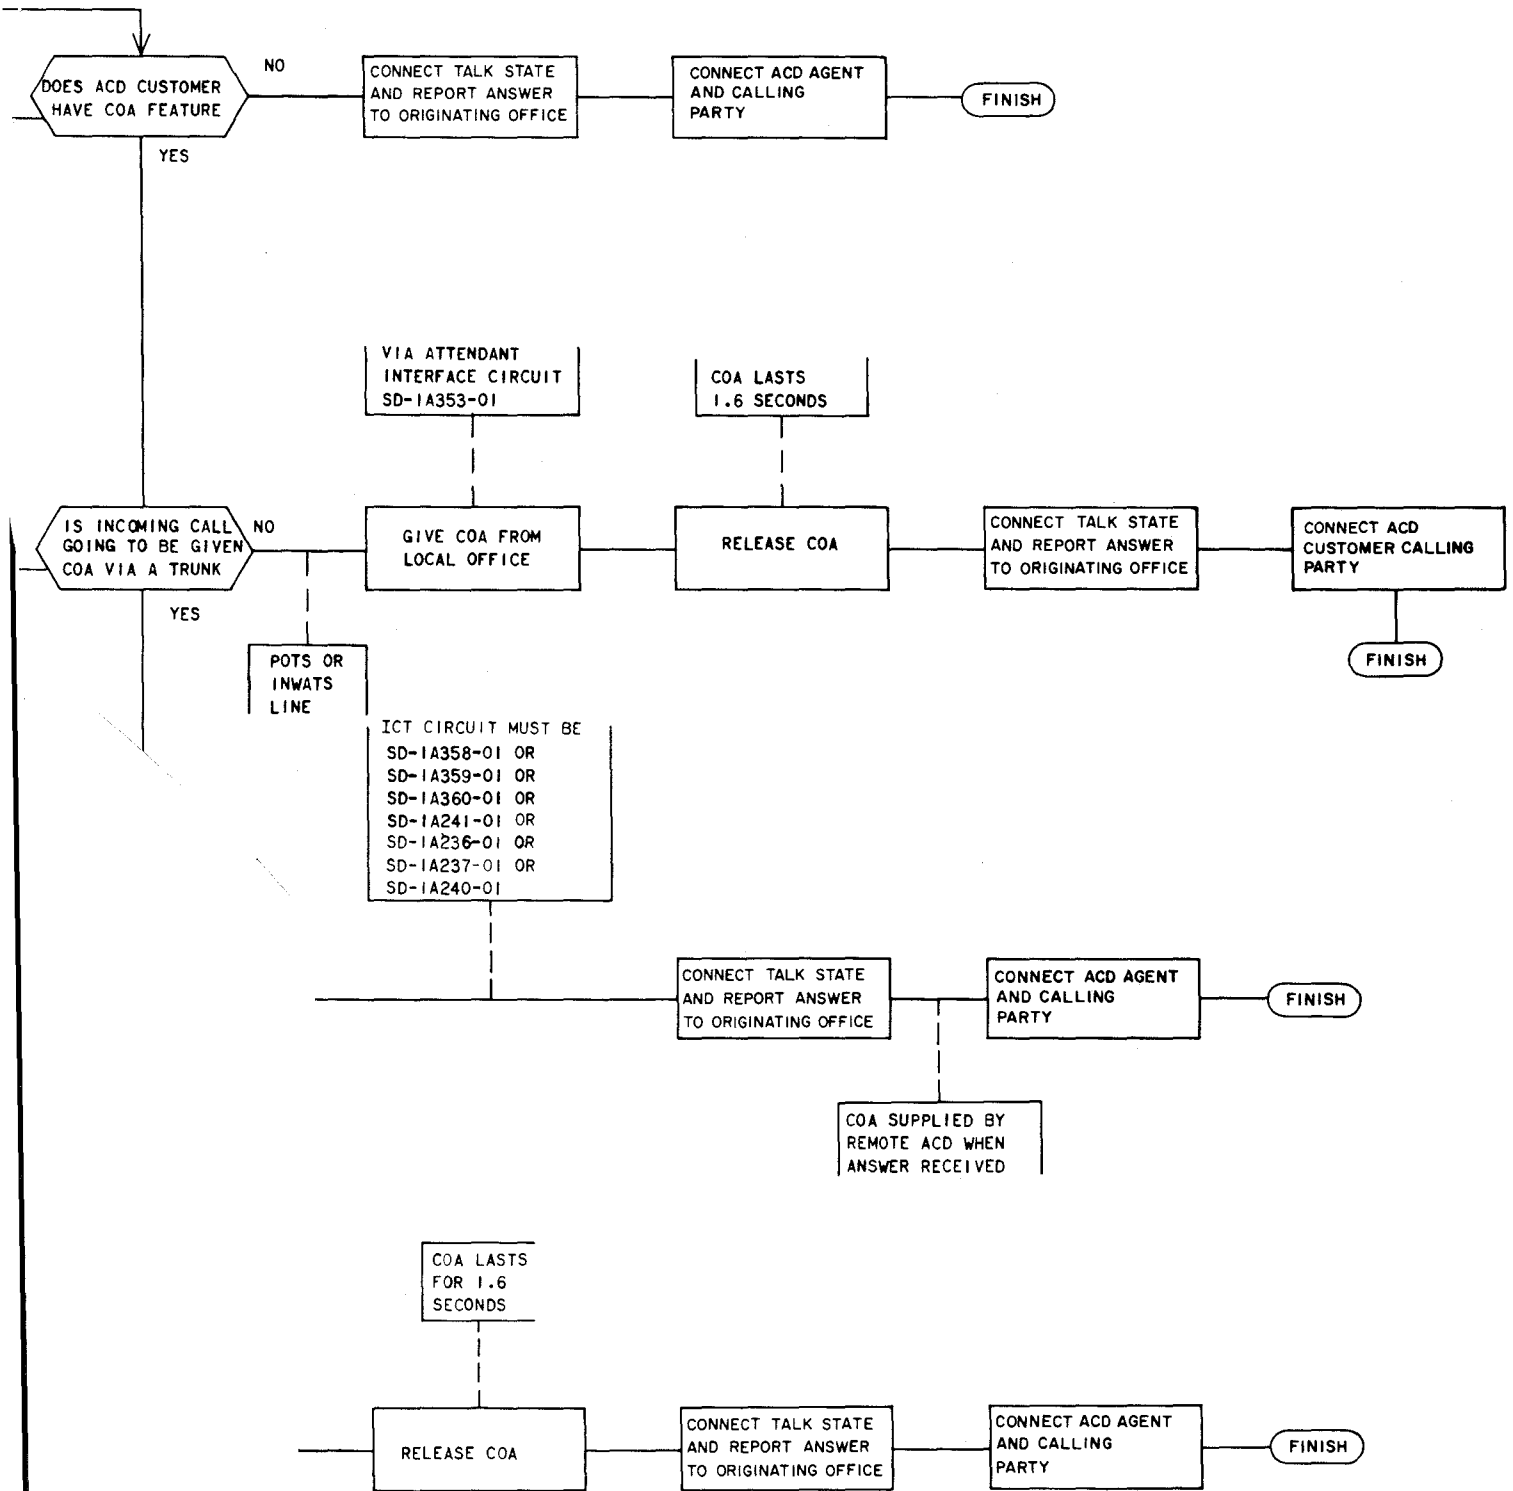 DOES ACD CUSTOMER
HAVE COA FEATURE
NO
YES
CONNECT TALK STATE
AND REPORT ANSWER
TO ORIGINATING OFFICE
CONNECT ACD AGENT
AND CALLING
PARTY
FINISH
VIA ATTENDANT
INTERFACE CIRCUIT
SD-1A353-01
COA LASTS
1.6 SECONDS
IS INCOMING CALL
GOING TO BE GIVEN
COA VIA A TRUNK
NO
YES
GIVE COA FROM
LOCAL OFFICE
RELEASE COA
CONNECT TALK STATE
AND REPORT ANSWER
TO ORIGINATING OFFICE
CONNECT ACD
CUSTOMER CALLING
PARTY
FINISH
POTS OR
INWATS
LINE
ICT CIRCUIT MUST BE
SD-1A358-01 OR
SD-1A359-01 OR
SD-1A360-01 OR
SD-1A241-01 OR
SD-1A236-01 OR
SD-1A237-01 OR
SD-1A240-01
CONNECT TALK STATE
AND REPORT ANSWER
TO ORIGINATING OFFICE
CONNECT ACD AGENT
AND CALLING
PARTY
FINISH
COA SUPPLIED BY
REMOTE ACD WHEN
ANSWER RECEIVED
COA LASTS
FOR 1.6
SECONDS
RELEASE COA
CONNECT TALK STATE
AND REPORT ANSWER
TO ORIGINATING OFFICE
CONNECT ACD AGENT
AND CALLING
PARTY
FINISH